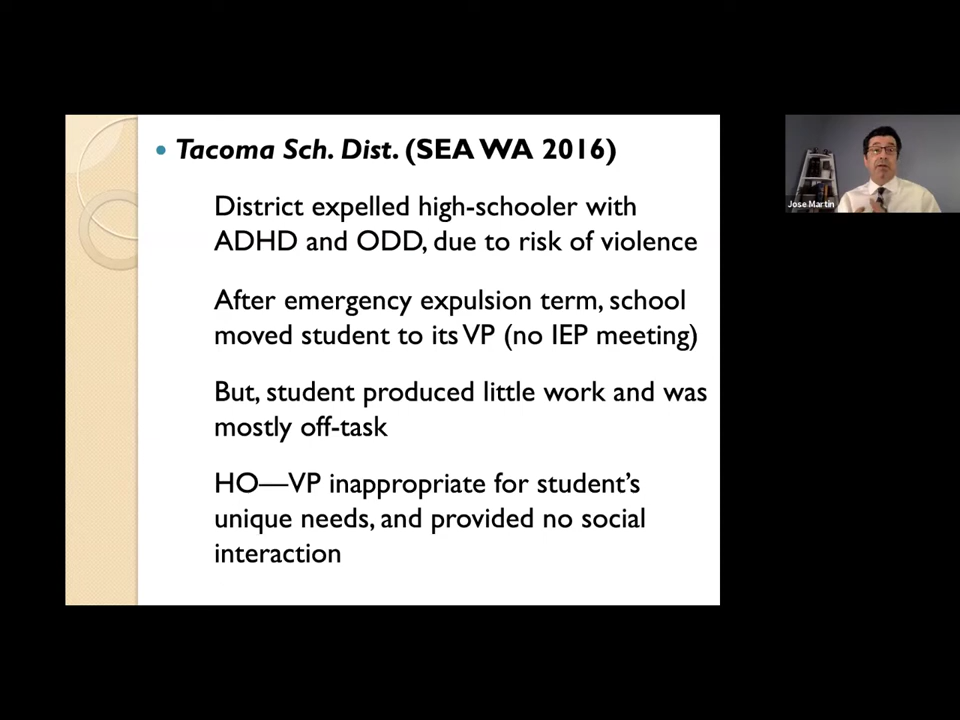 Tacoma Sch. Dist. (SEA WA 2016)
District expelled high-schooler with
ADHD and ODD, due to risk of violence
After emergency expulsion term, school
moved student to its VP (no IEP meeting)
But, student produced little work and was
mostly off-task
HO—VP inappropriate for student’s
unique needs, and provided no social
interaction
Jose Martin